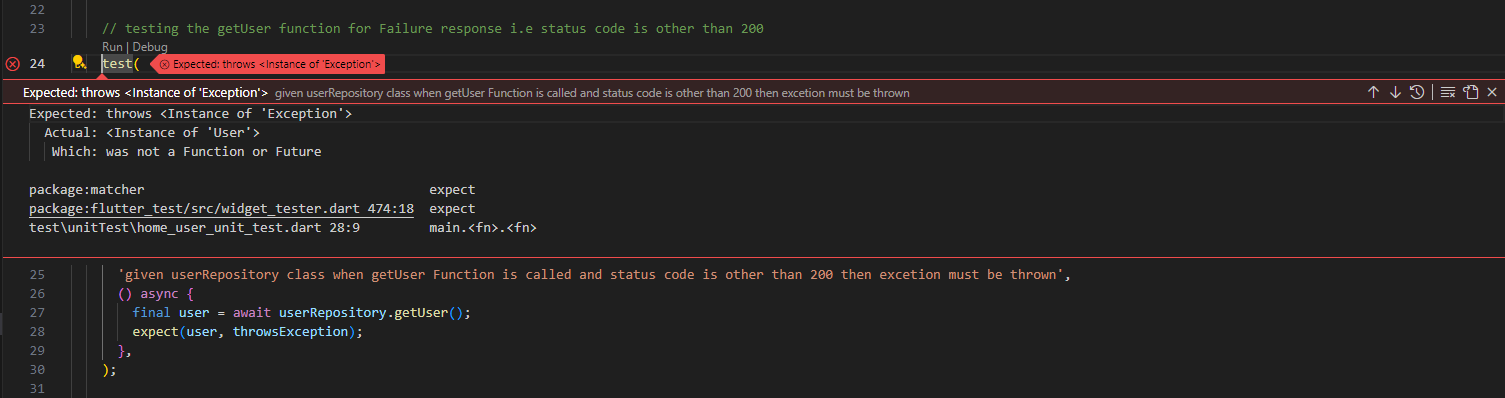 22
23 // testing the getUser function for Failure response i.e status code is other than 200
Run | Debug
24 test( Expected: throws <Instance of 'Exception'>
Expected: throws <Instance of 'Exception'> given userRepository class when getUser Function is called and status code is other than 200 then excetion must be thrown
Expected: throws <Instance of 'Exception'>
Actual: <Instance of 'User'>
Which: was not a Function or Future
package:matcher expect
package:flutter_test/src/widget_tester.dart 474:18 expect
test\unitTest\home_user_unit_test.dart 28:9 main.<fn>.<fn>
25 'given userRepository class when getUser Function is called and status code is other than 200 then excetion must be thrown',
26 () async {
27 final user = await userRepository.getUser();
28 expect(user, throwsException);
29 },
30 );
31